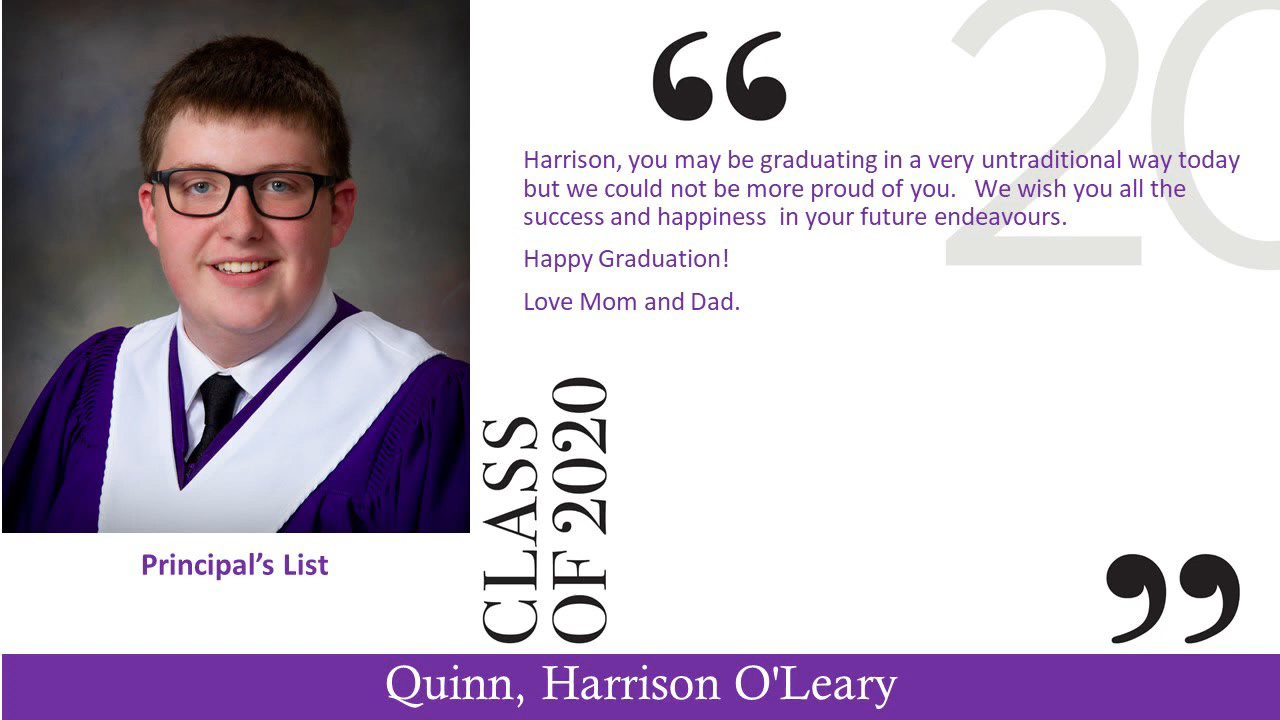 20
“
Harrison, you may be graduating in a very untraditional way today
but we could not be more proud of you.   We wish you all the
success and happiness  in your future endeavours.
Happy Graduation!
Love Mom and Dad.
CLASS
OF 2020
”
Principal’s List
Quinn, Harrison O'Leary